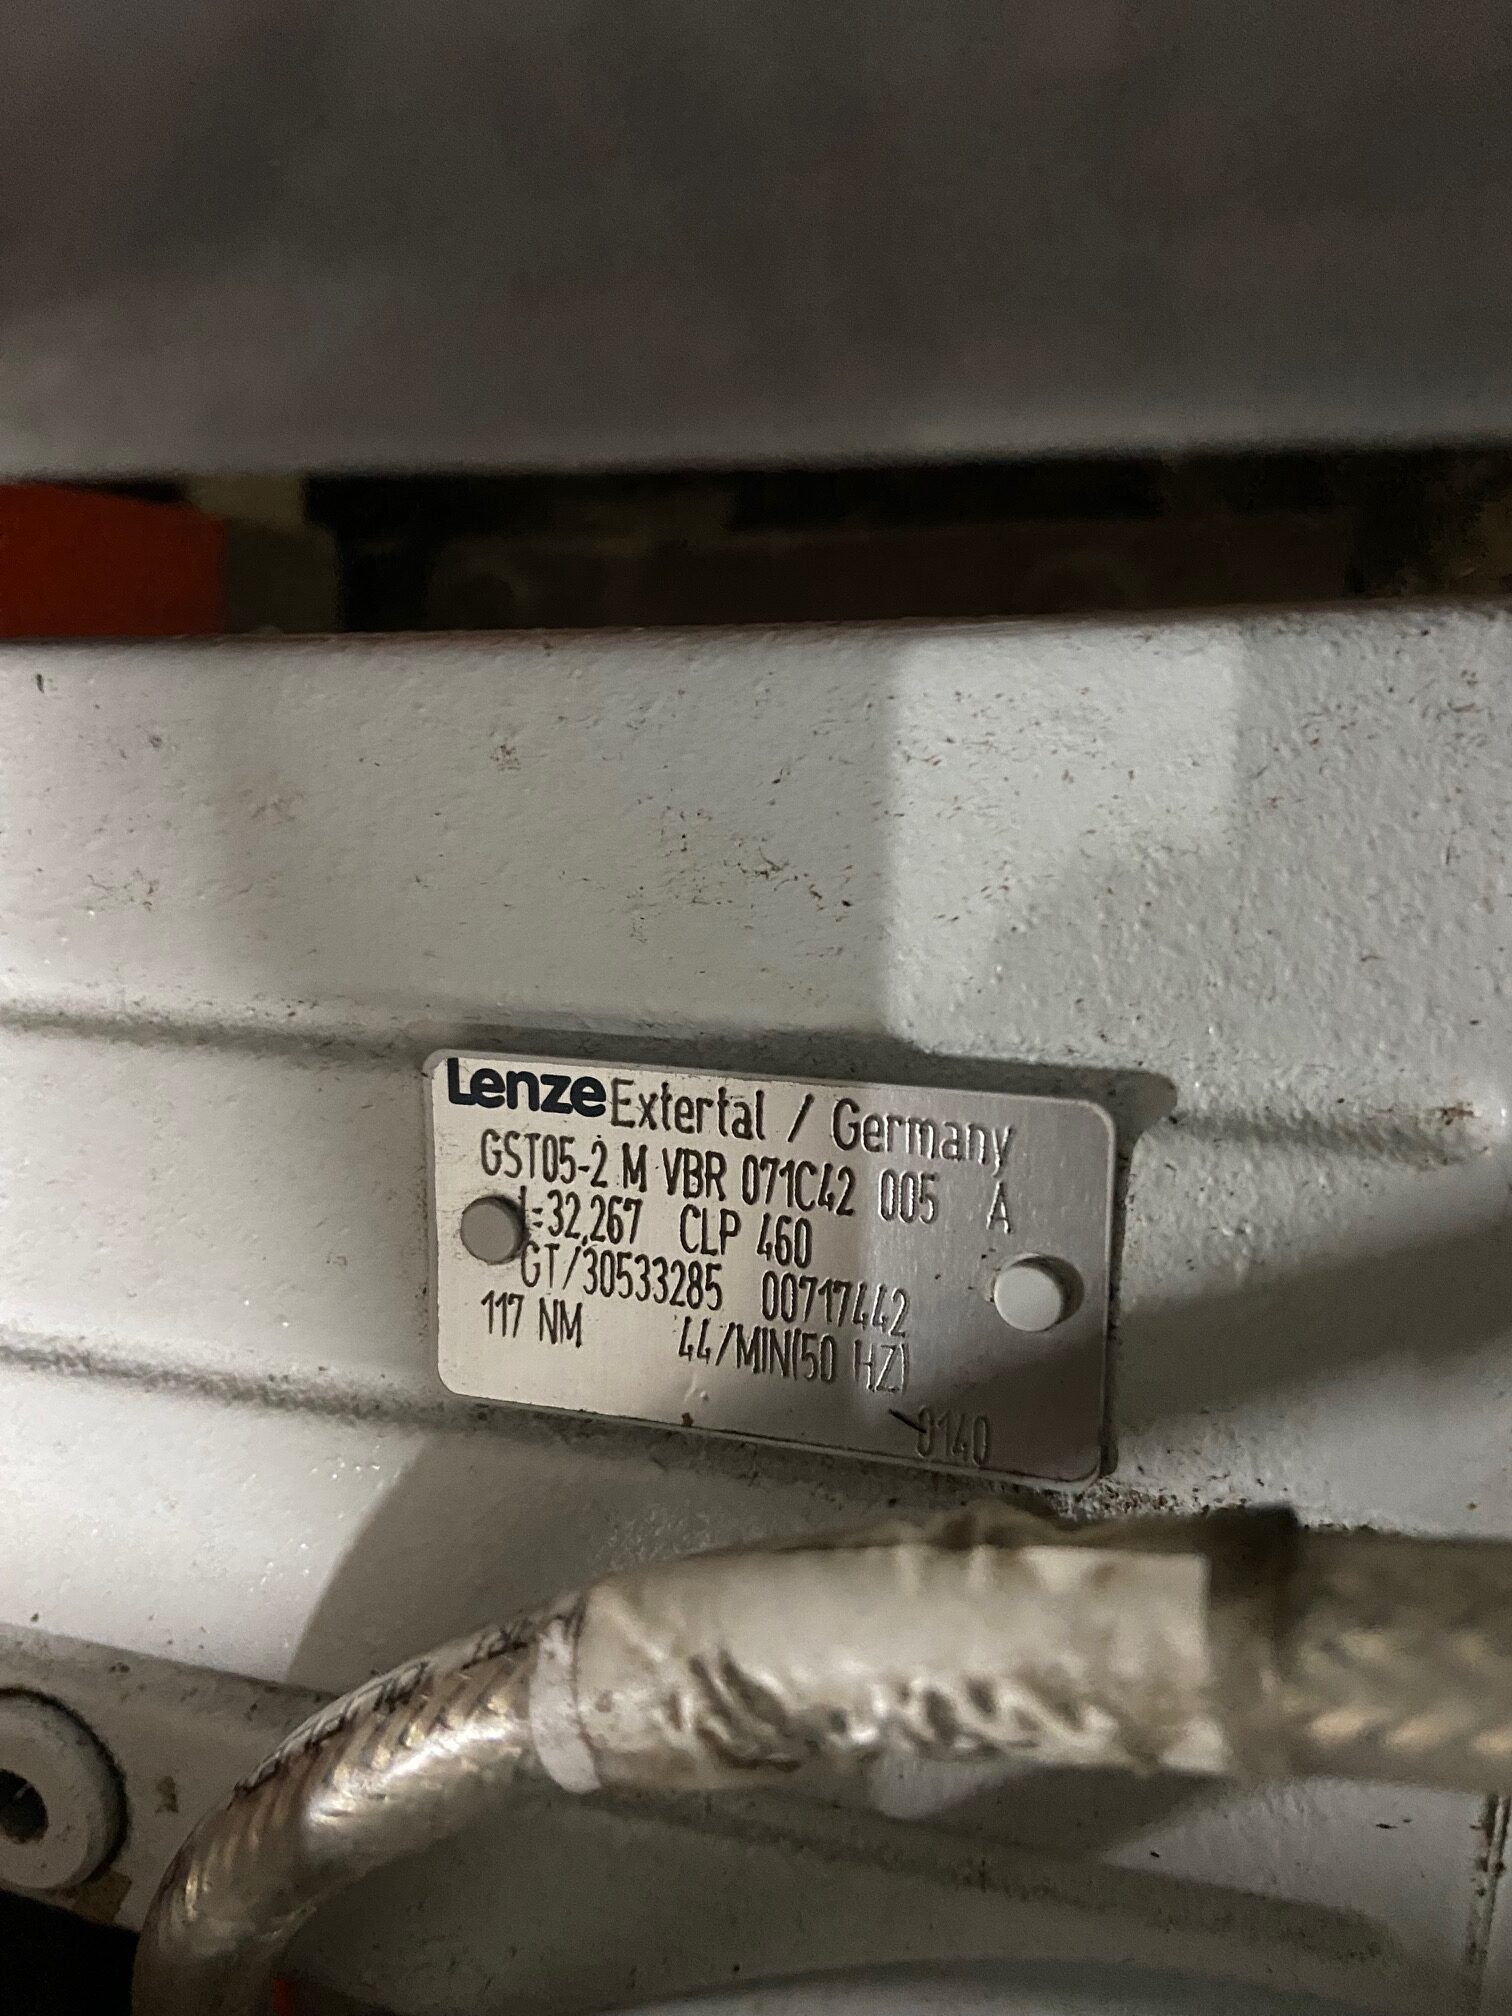 Lenze Extertal / Germany
GST05-2 M VBR 071C42 005 A
I=32,267 CLP 460
GT/30533285 00717442
117 NM 44/MIN(50 HZ)
0140